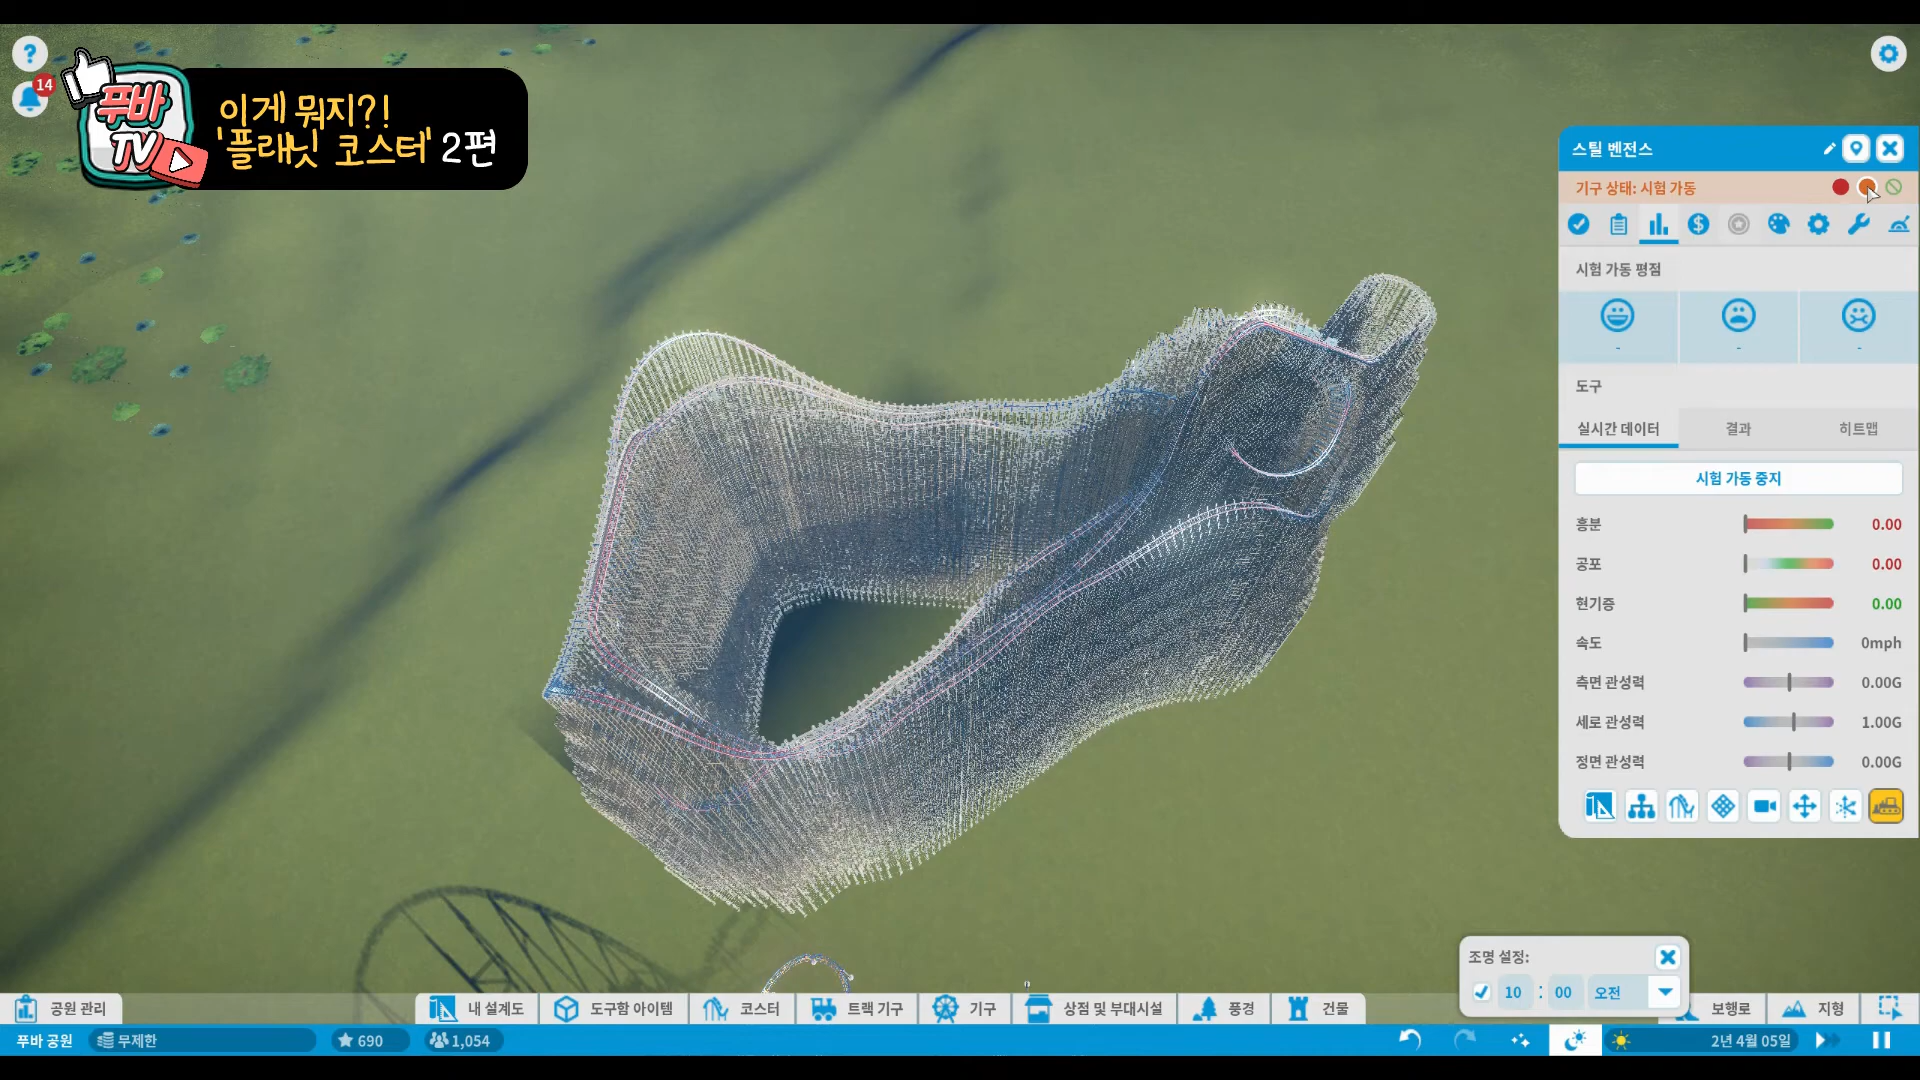 ?
14
푸바
TV
이게 뭐지?!
'플래닛 코스터' 2편
스틸 벤전스
기구 상태: 시험 가동
시험 가동 평점
- - -
도구
실시간 데이터 결과 히트맵
시험 가동 중지
흥분 0.00
공포 0.00
현기증 0.00
속도 0mph
측면 관성력 0.00G
세로 관성력 1.00G
정면 관성력 0.00G
조명 설정:
10 : 00 오전
공원 관리
내 설계도
도구함 아이템
코스터
트랙 기구
기구
상점 및 부대시설
풍경
건물
보행로
지형
푸바 공원
무제한
690
1,054
2년 4월 05일